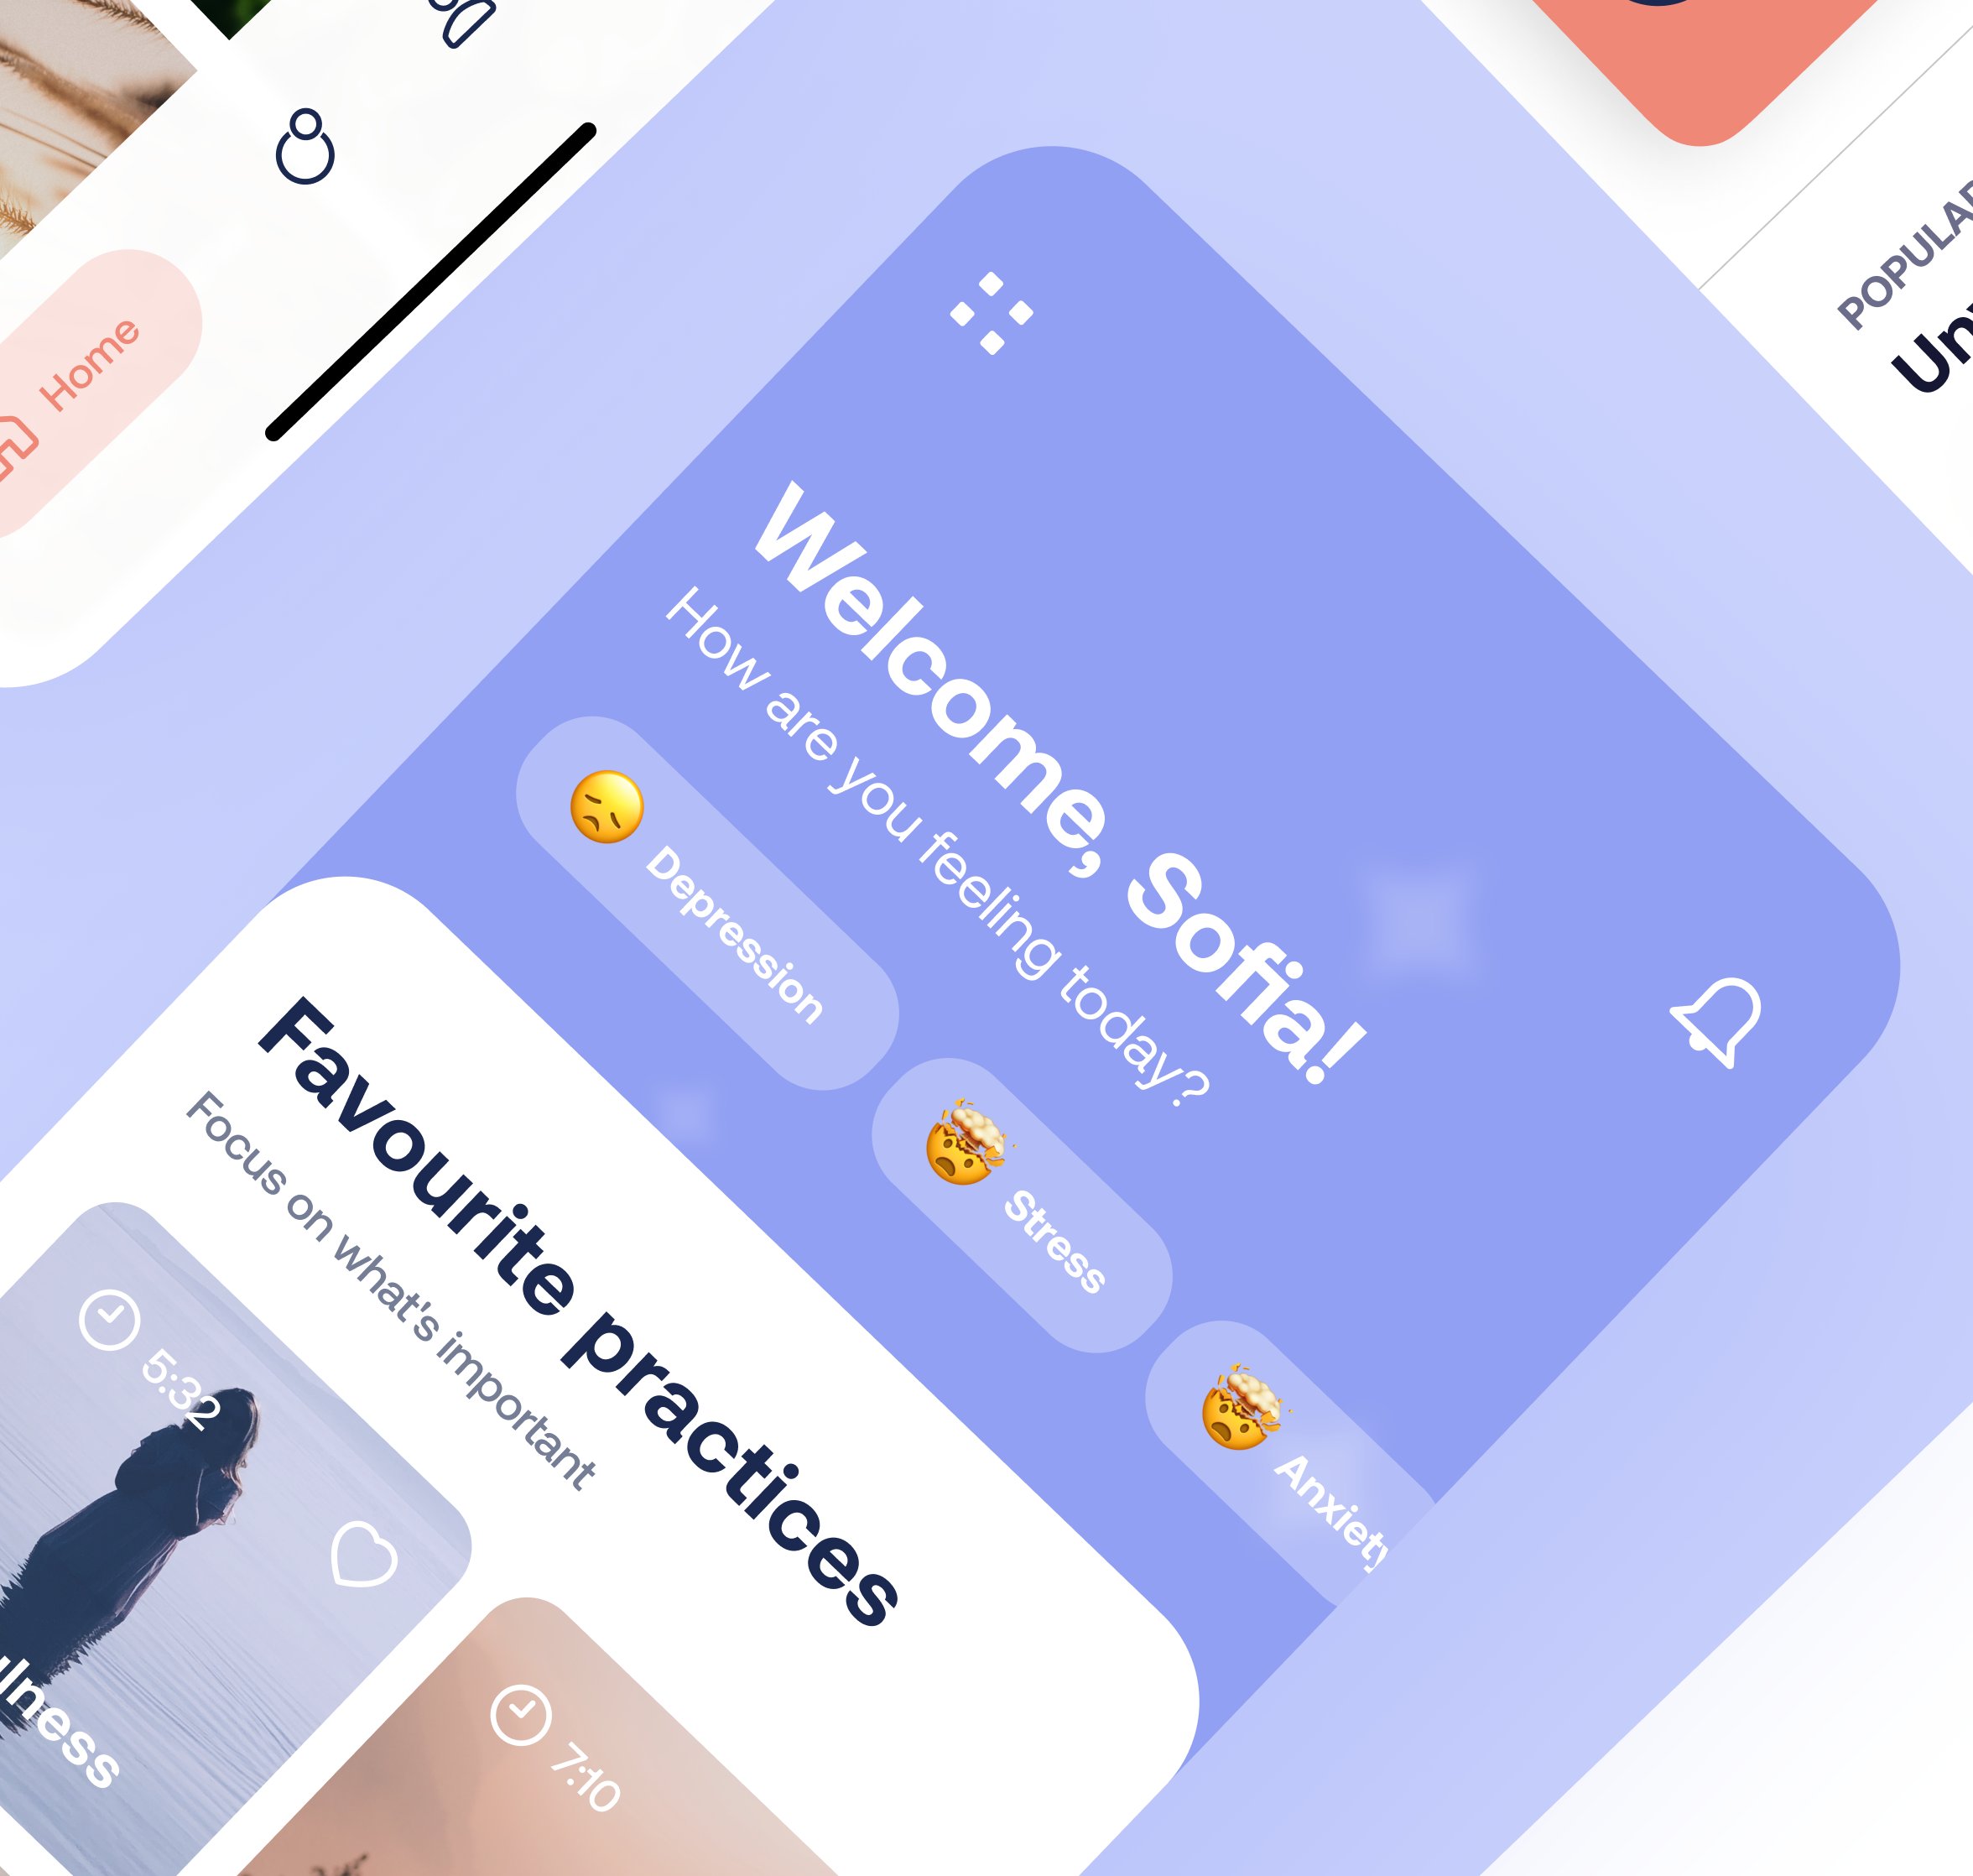 Home
POPULAR
Welcome, Sofia!
How are you feeling today?
Depression
Stress
Anxiety
Favourite practices
Focus on what's important
5:32
7:10